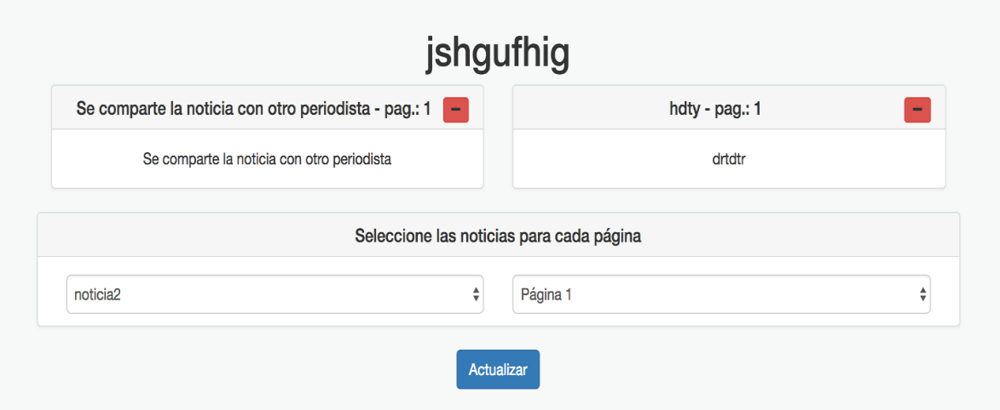 jshgufhig
Se comparte la noticia con otro periodista - pag.: 1
Se comparte la noticia con otro periodista
hdty - pag.: 1
drtdtr
Seleccione las noticias para cada página
noticia2
Página 1
Actualizar